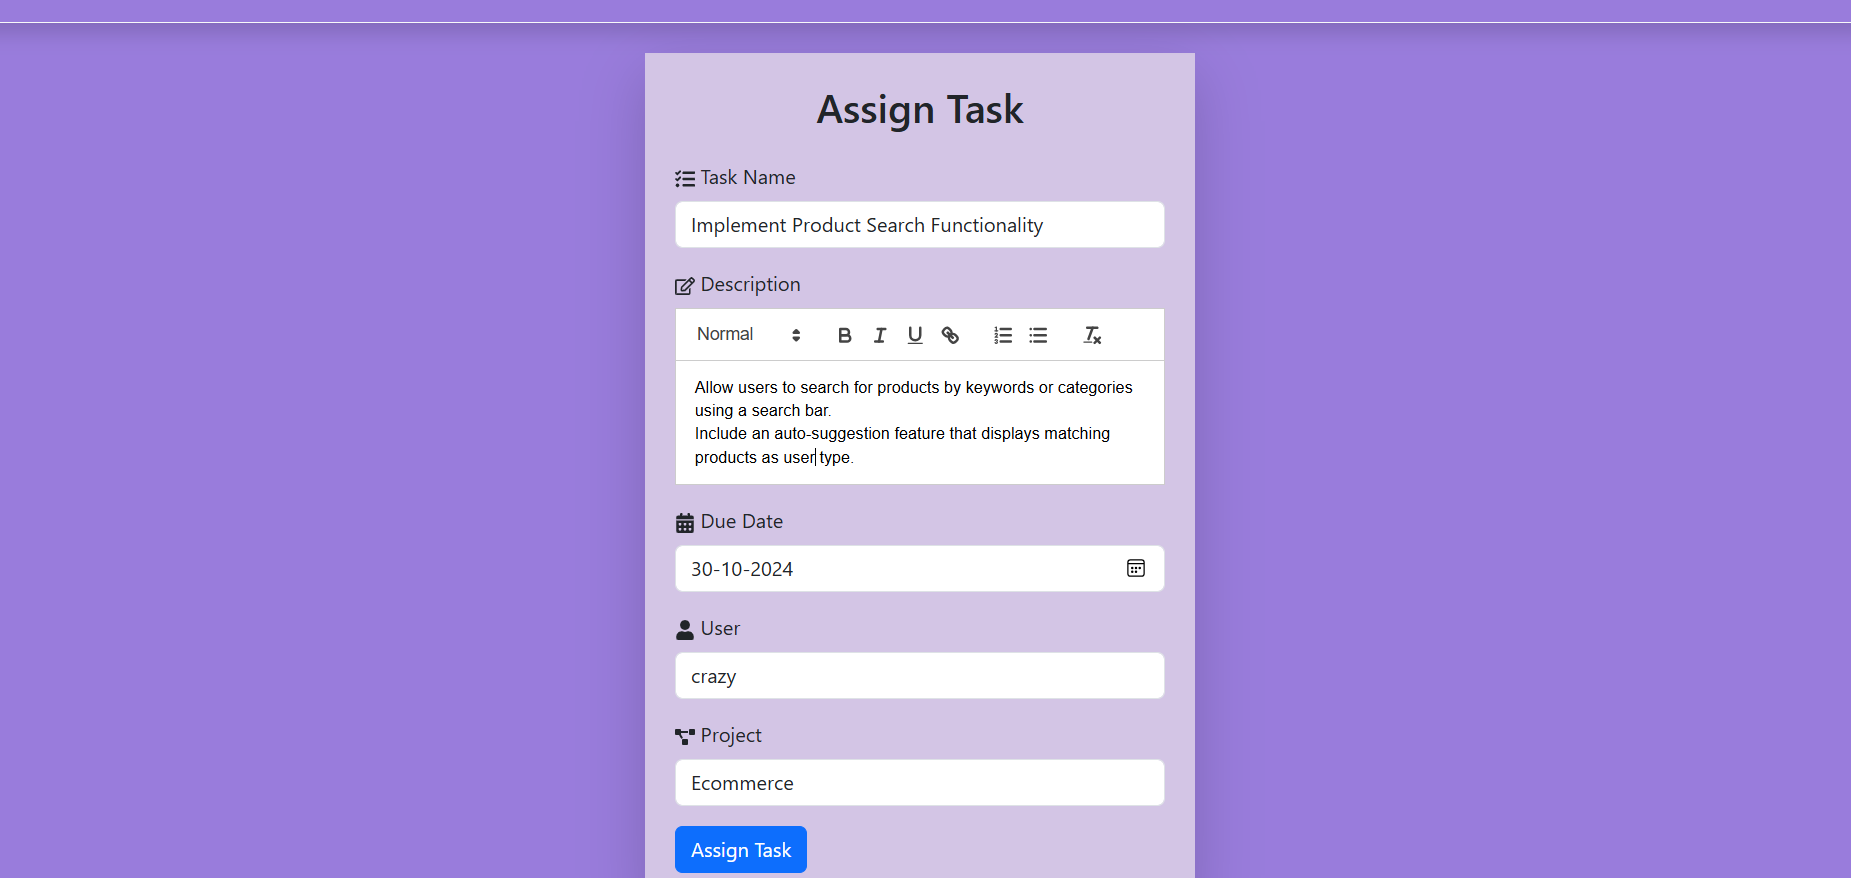 Assign Task
Task Name
Implement Product Search Functionality
Description
Normal
Allow users to search for products by keywords or categories
using a search bar.
Include an auto-suggestion feature that displays matching
products as user type.
Due Date
30-10-2024
User
crazy
Project
Ecommerce
Assign Task